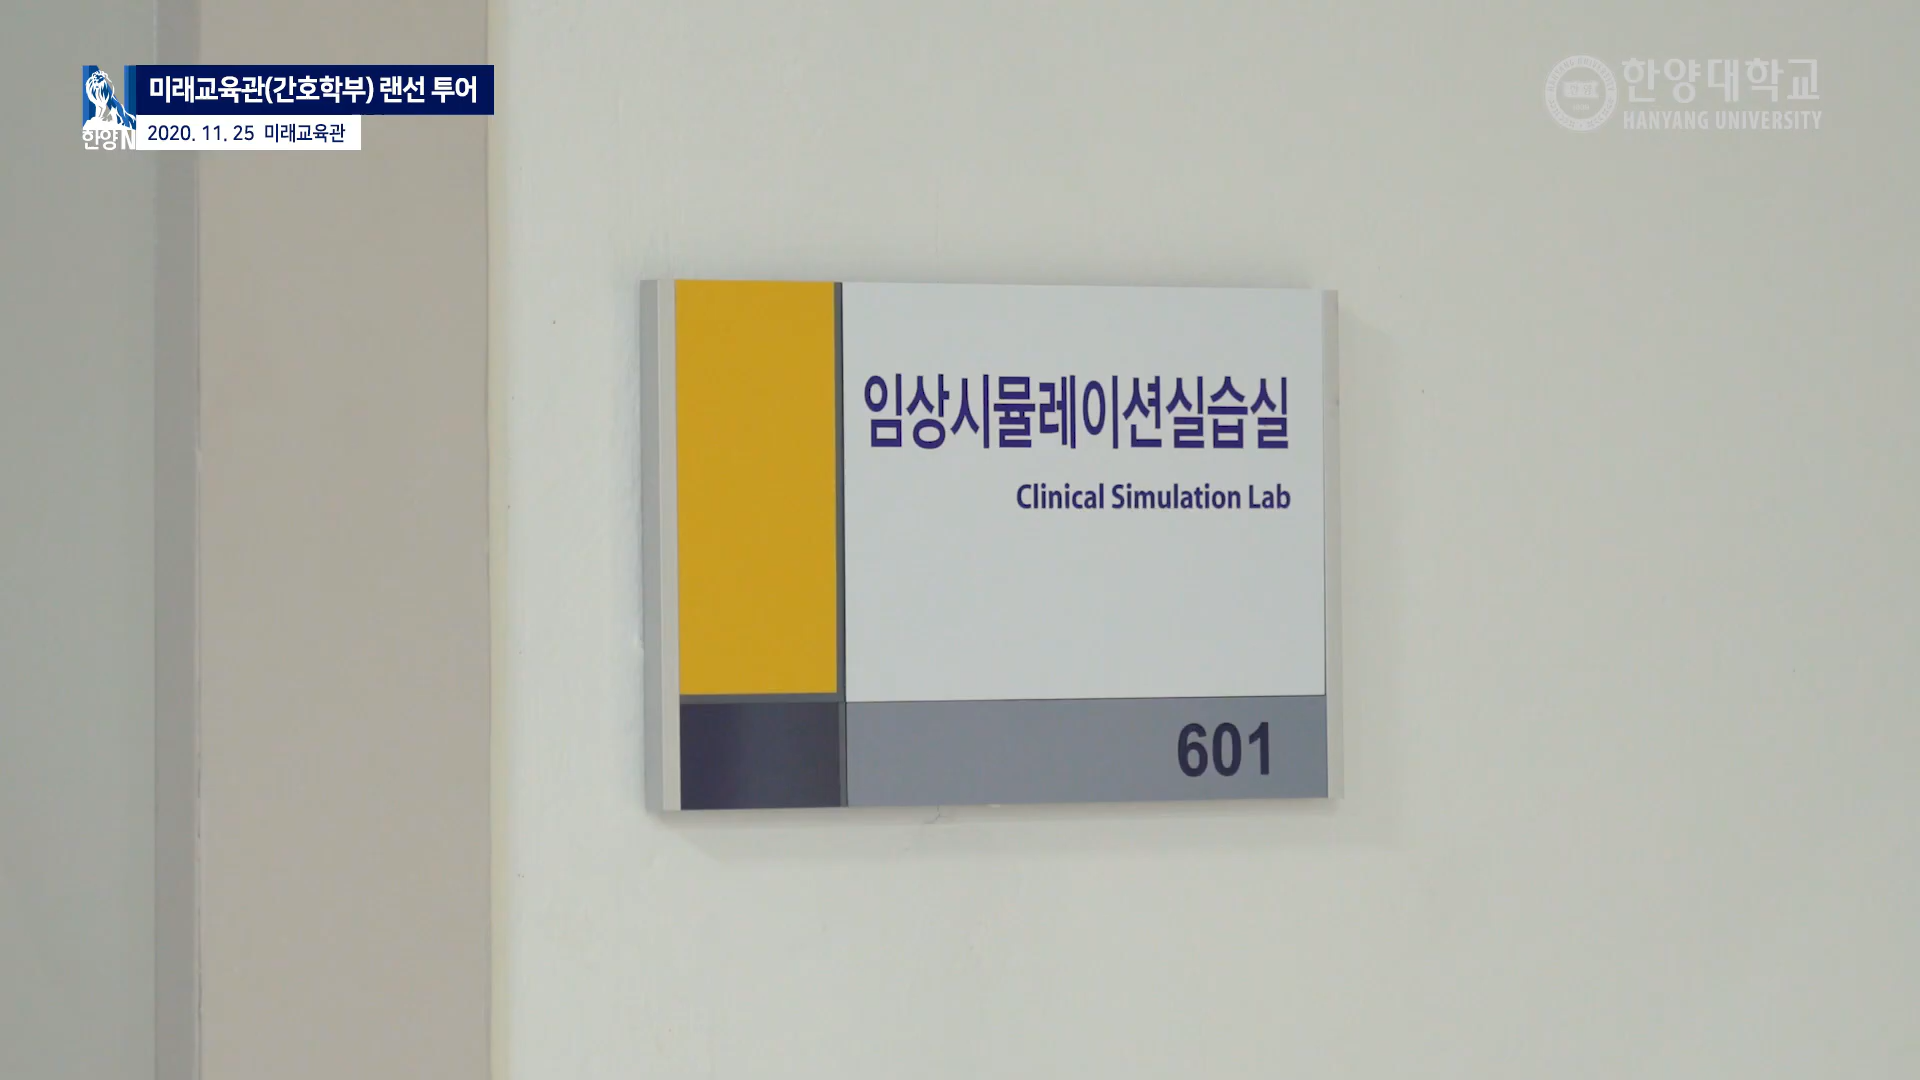 미래교육관(간호학부) 랜선 투어
한양N
2020. 11. 25 미래교육관
한양대학교
HANYANG UNIVERSITY
임상시뮬레이션실습실
Clinical Simulation Lab
601